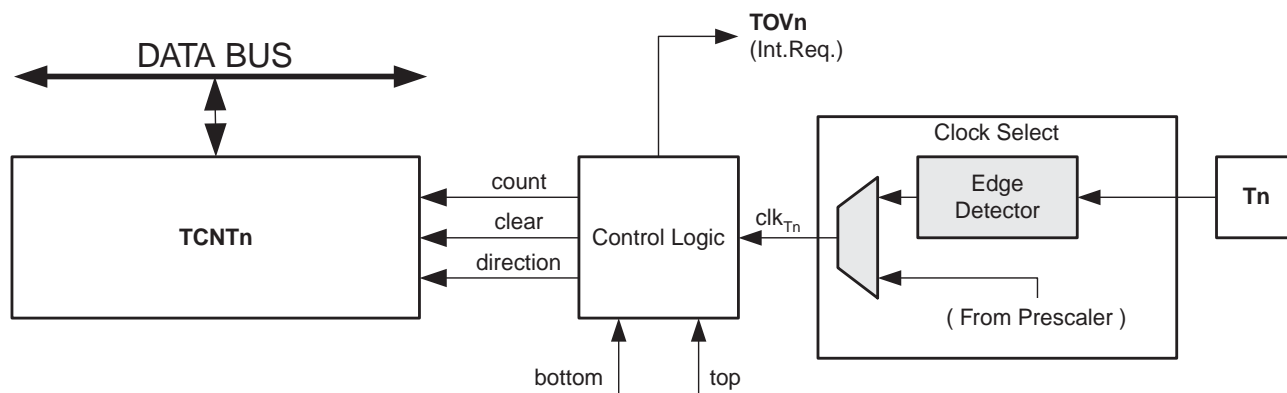 TOVn
(Int.Req.)
DATA BUS
Clock Select
Edge
Detector
Tn
count
clear
direction
TCNTn
Control Logic
clkTn
( From Prescaler )
bottom
top